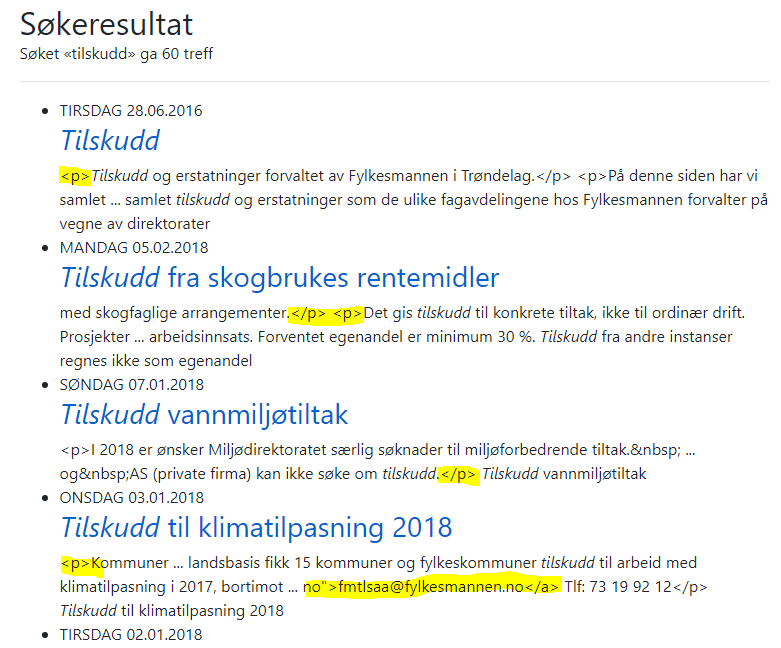 Søkeresultat
Søket «tilskudd» ga 60 treff
TIRSDAG 28.06.2016
Tilskudd
<p>Tilskudd og erstatninger forvaltet av Fylkesmannen i Trøndelag.</p> <p>På denne siden har vi
samlet ... samlet tilskudd og erstatninger som de ulike fagavdelingene hos Fylkesmannen forvalter på
vegne av direktorater
MANDAG 05.02.2018
Tilskudd fra skogbrukes rentemidler
med skogfaglige arrangementer.</p> <p>Det gis tilskudd til konkrete tiltak, ikke til ordinær drift.
Prosjekter ... arbeidsinnsats. Forventet egenandel er minimum 30 %. Tilskudd fra andre instanser
regnes ikke som egenandel
SØNDAG 07.01.2018
Tilskudd vannmiljøtiltak
<p>I 2018 er ønsker Miljødirektoratet særlig søknader til miljøforbedrende tiltak.&nbsp; ...
og&nbsp;AS (private firma) kan ikke søke om tilskudd.</p> Tilskudd vannmiljøtiltak
ONSDAG 03.01.2018
Tilskudd til klimatilpasning 2018
<p>Kommuner ... landsbasis fikk 15 kommuner og fylkeskommuner tilskudd til arbeid med
klimatilpasning i 2017, bortimot ... no">fmtlsaa@fylkesmannen.no</a> Tlf: 73 19 92 12</p>
Tilskudd til klimatilpasning 2018
TIRSDAG 02.01.2018